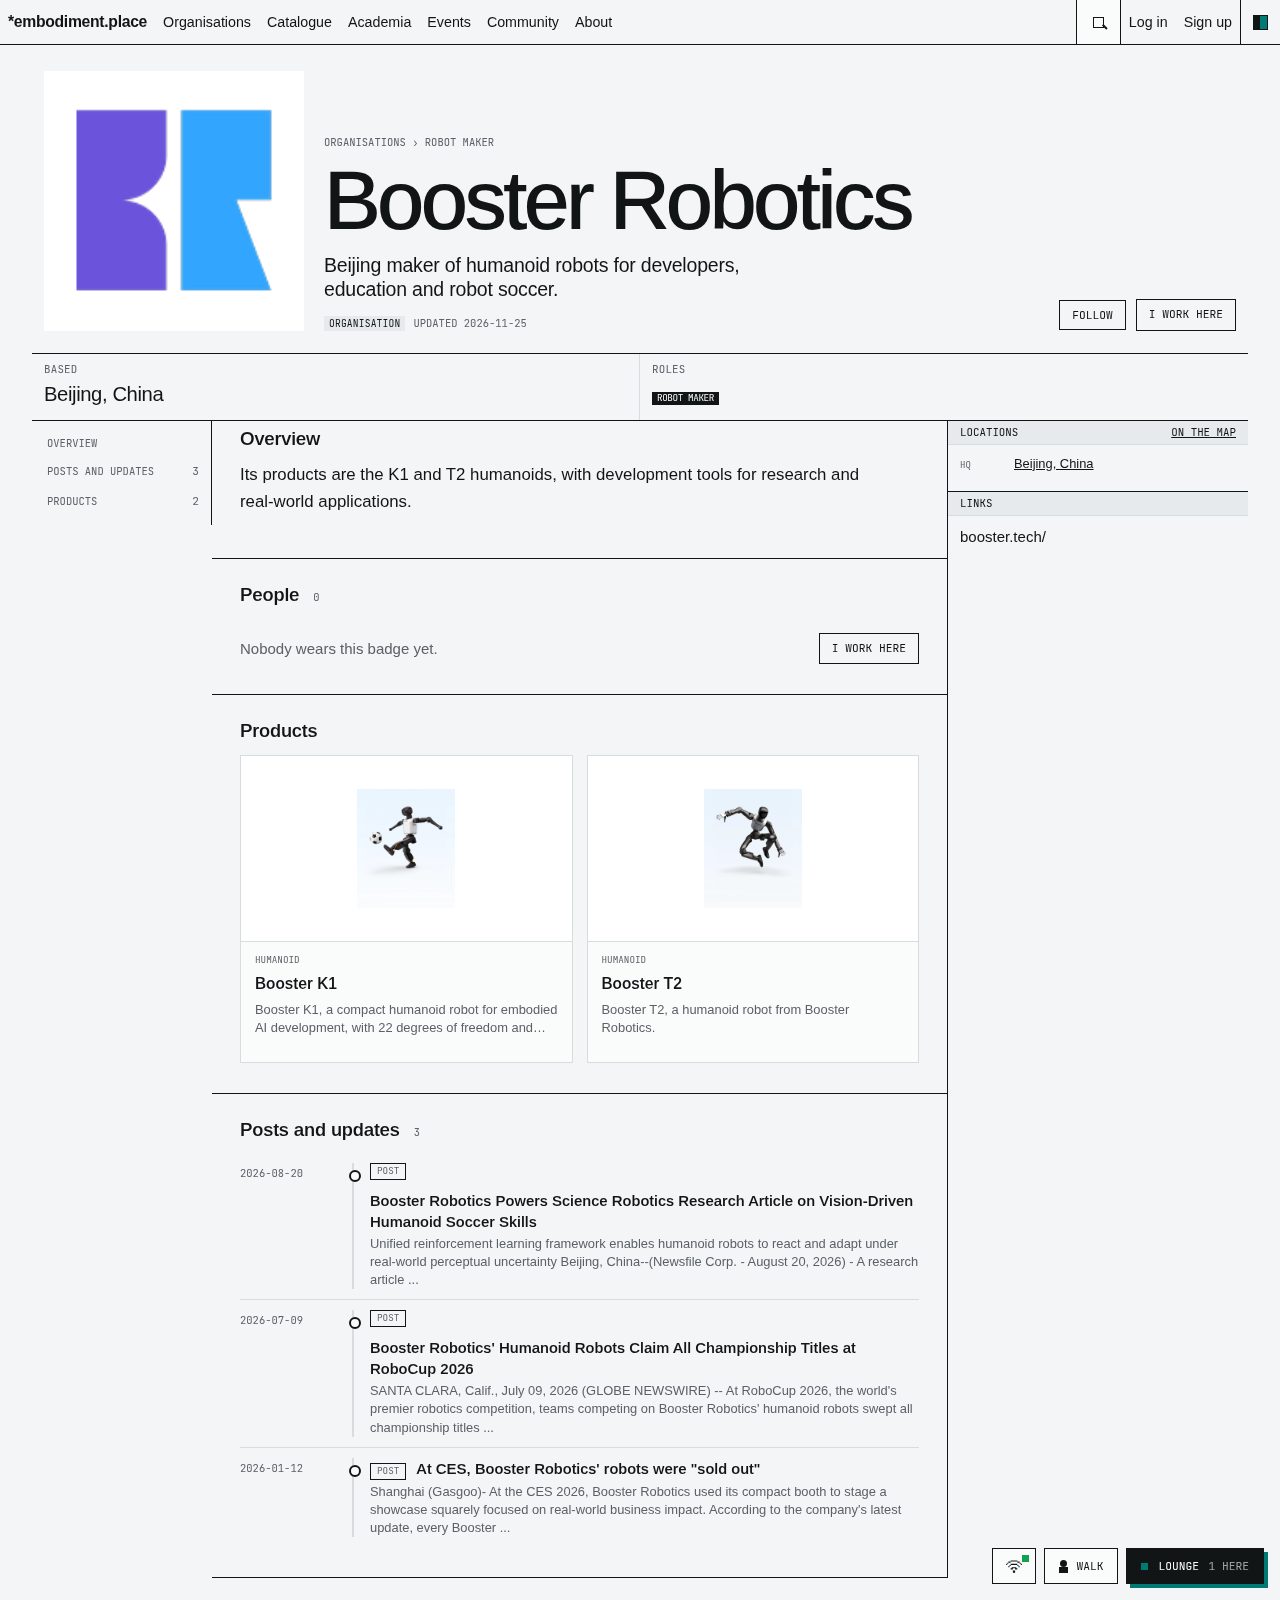 *embodiment.place Organisations Catalogue Academia Events Community About Log in Sign up
ORGANISATIONS › ROBOT MAKER
Booster Robotics
Beijing maker of humanoid robots for developers,
education and robot soccer.
ORGANISATION UPDATED 2026-11-25
FOLLOW
I WORK HERE
BASED
Beijing, China
ROLES
ROBOT MAKER
OVERVIEW
POSTS AND UPDATES 3
PRODUCTS 2
Overview
Its products are the K1 and T2 humanoids, with development tools for research and
real-world applications.
LOCATIONS ON THE MAP
HQ Beijing, China
LINKS
booster.tech/
People 0
Nobody wears this badge yet.
I WORK HERE
Products
HUMANOID
Booster K1
Booster K1, a compact humanoid robot for embodied
AI development, with 22 degrees of freedom and…
HUMANOID
Booster T2
Booster T2, a humanoid robot from Booster
Robotics.
Posts and updates 3
2026-08-20
POST
Booster Robotics Powers Science Robotics Research Article on Vision-Driven
Humanoid Soccer Skills
Unified reinforcement learning framework enables humanoid robots to react and adapt under
real-world perceptual uncertainty Beijing, China--(Newsfile Corp. - August 20, 2026) - A research
article ...
2026-07-09
POST
Booster Robotics' Humanoid Robots Claim All Championship Titles at
RoboCup 2026
SANTA CLARA, Calif., July 09, 2026 (GLOBE NEWSWIRE) -- At RoboCup 2026, the world's
premier robotics competition, teams competing on Booster Robotics' humanoid robots swept all
championship titles ...
2026-01-12
POST At CES, Booster Robotics' robots were "sold out"
Shanghai (Gasgoo)- At the CES 2026, Booster Robotics used its compact booth to stage a
showcase squarely focused on real-world business impact. According to the company's latest
update, every Booster ...
WALK
LOUNGE 1 HERE